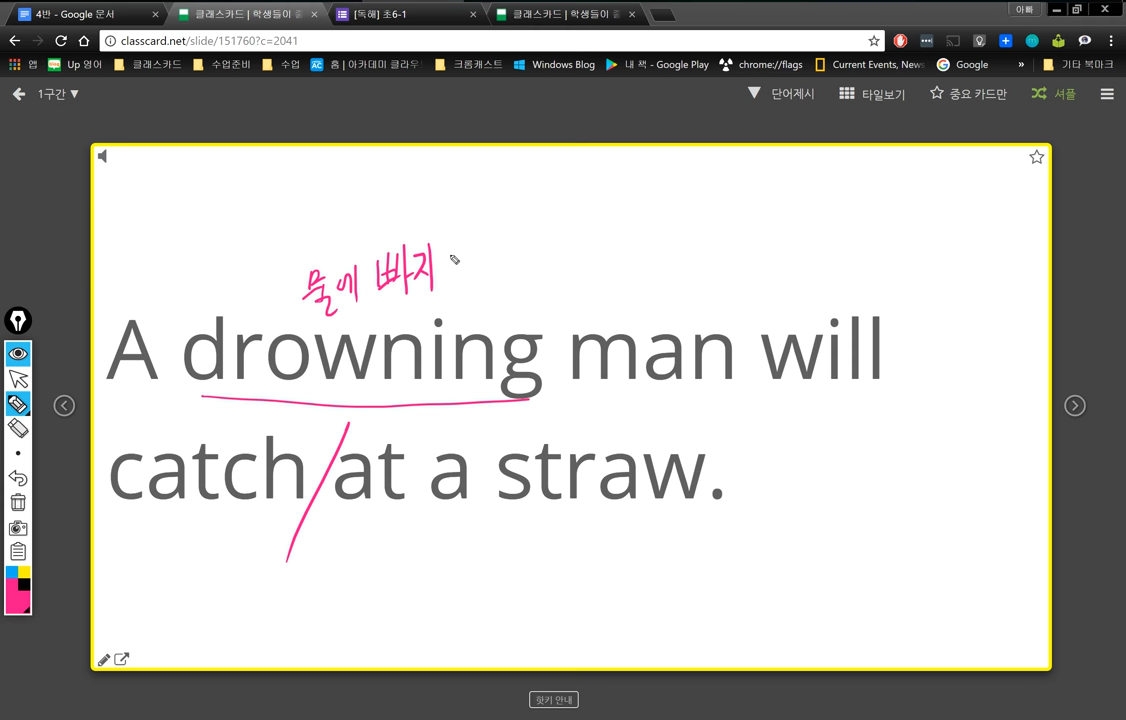 4반 - Google 문서
클래스카드 | 학생들이 좋
[독해] 초6-1
클래스카드 | 학생들이 좋
아빠
classcard.net/slide/151760?c=2041
앱 Up 영어 클래스카드 수업준비 수업 홈 | 아카데미 클라우 크롬캐스트 Windows Blog 내 책 - Google Play chrome://flags Current Events, News Google » 기타 북마크
1구간 ▼ ▼ 단어제시 타일보기 중요 카드만 셔플
물에 빠지
A drowning man will
catch/at a straw.
핫키 안내